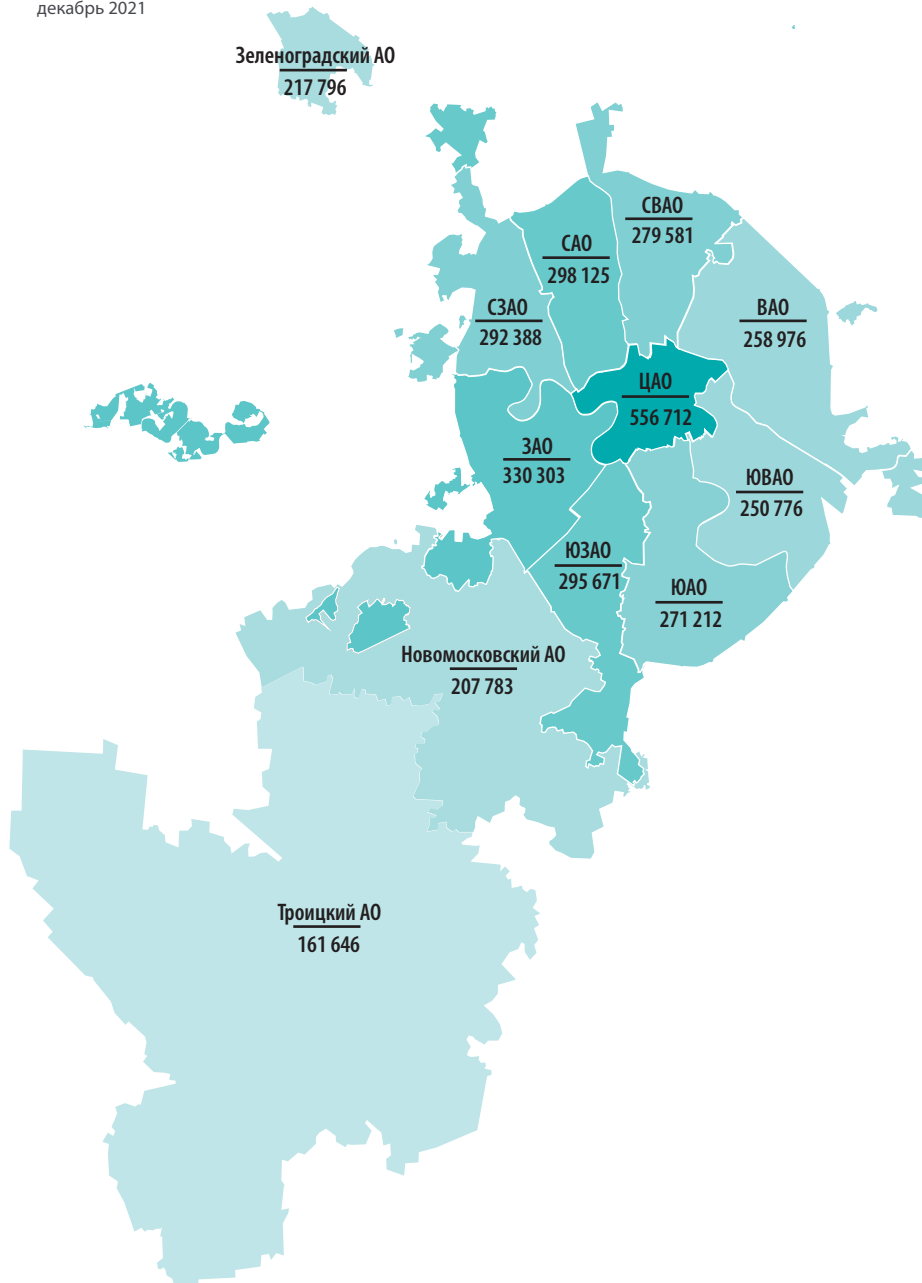 декабрь 2021
Зеленоградский АО
217 796
СВАО
279 581
САО
298 125
СЗАО
292 388
ВАО
258 976
ЦАО
556 712
ЗАО
330 303
ЮВАО
250 776
ЮЗАО
295 671
ЮАО
271 212
Новомосковский АО
207 783
Троицкий АО
161 646